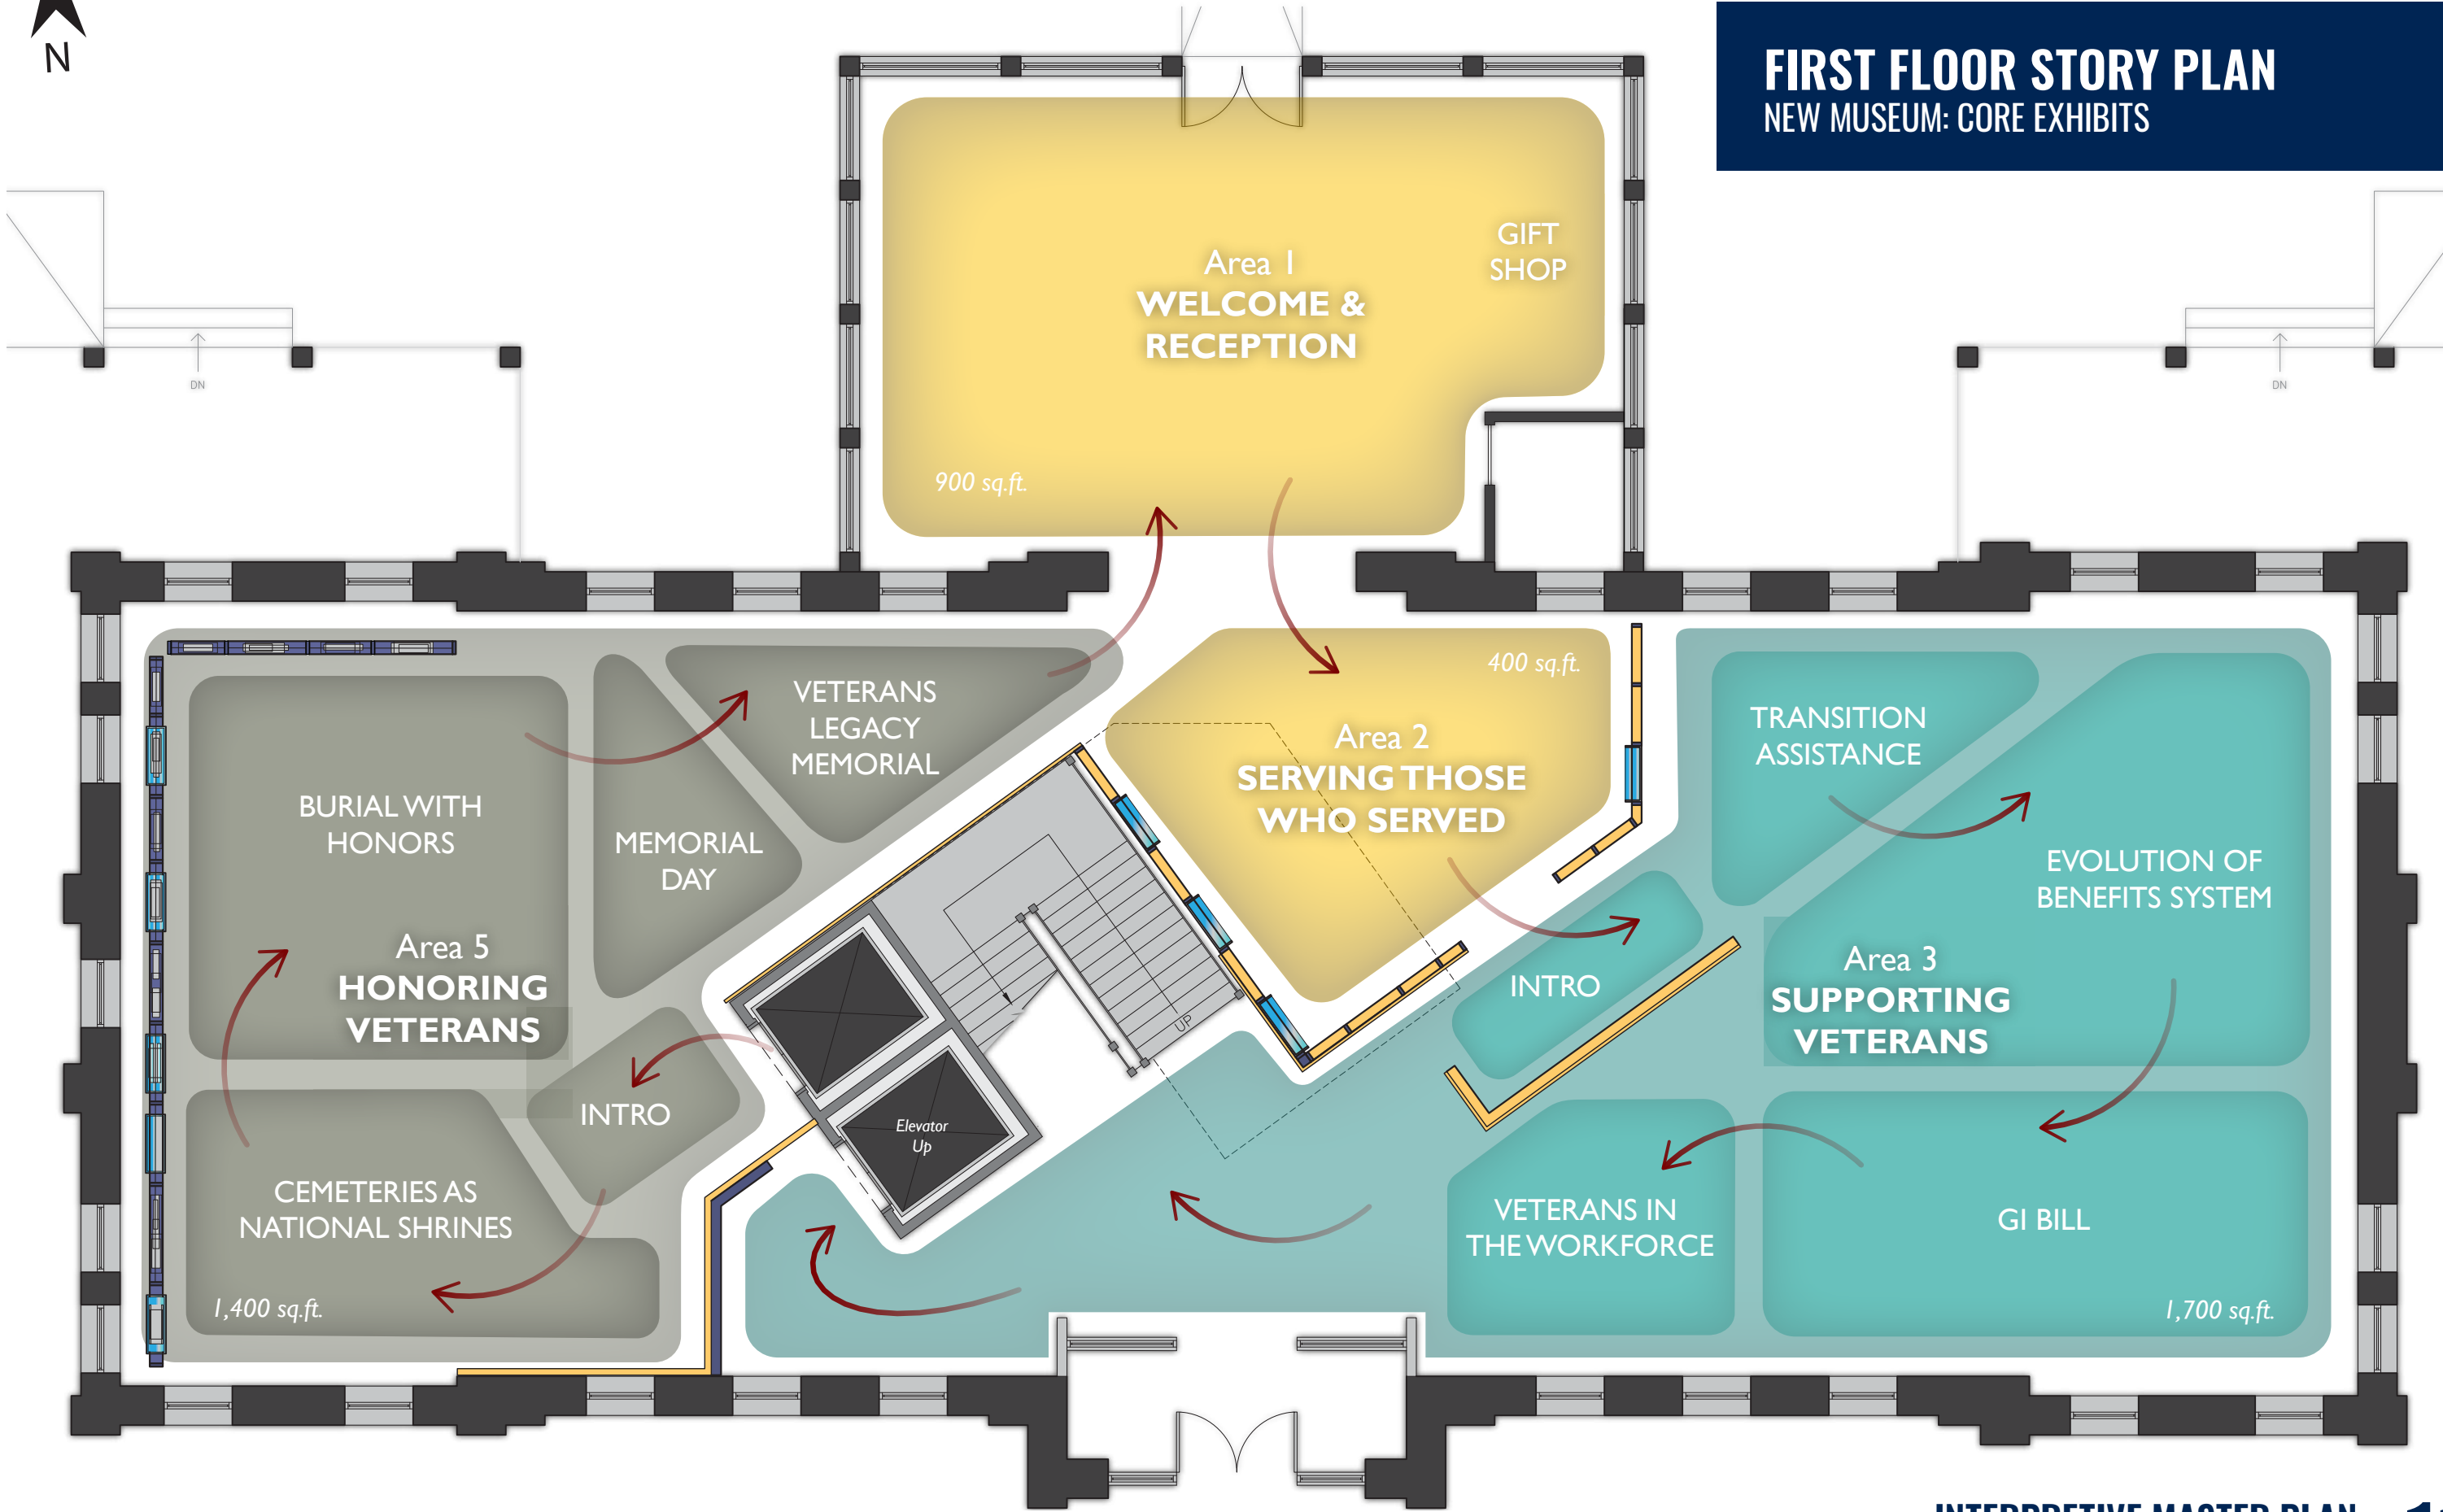 N
FIRST FLOOR STORY PLAN
NEW MUSEUM: CORE EXHIBITS
Area 1
WELCOME &
RECEPTION
GIFT
SHOP
900 sq.ft.
DN
DN
400 sq.ft.
Area 2
SERVING THOSE
WHO SERVED
VETERANS
LEGACY
MEMORIAL
TRANSITION
ASSISTANCE
BURIAL WITH
HONORS
MEMORIAL
DAY
EVOLUTION OF
BENEFITS SYSTEM
Area 5
HONORING
VETERANS
INTRO
Area 3
SUPPORTING
VETERANS
UP
INTRO
Elevator
Up
CEMETERIES AS
NATIONAL SHRINES
VETERANS IN
THE WORKFORCE
GI BILL
1,400 sq.ft.
1,700 sq.ft.
INTERPRETIVE MASTER PLAN